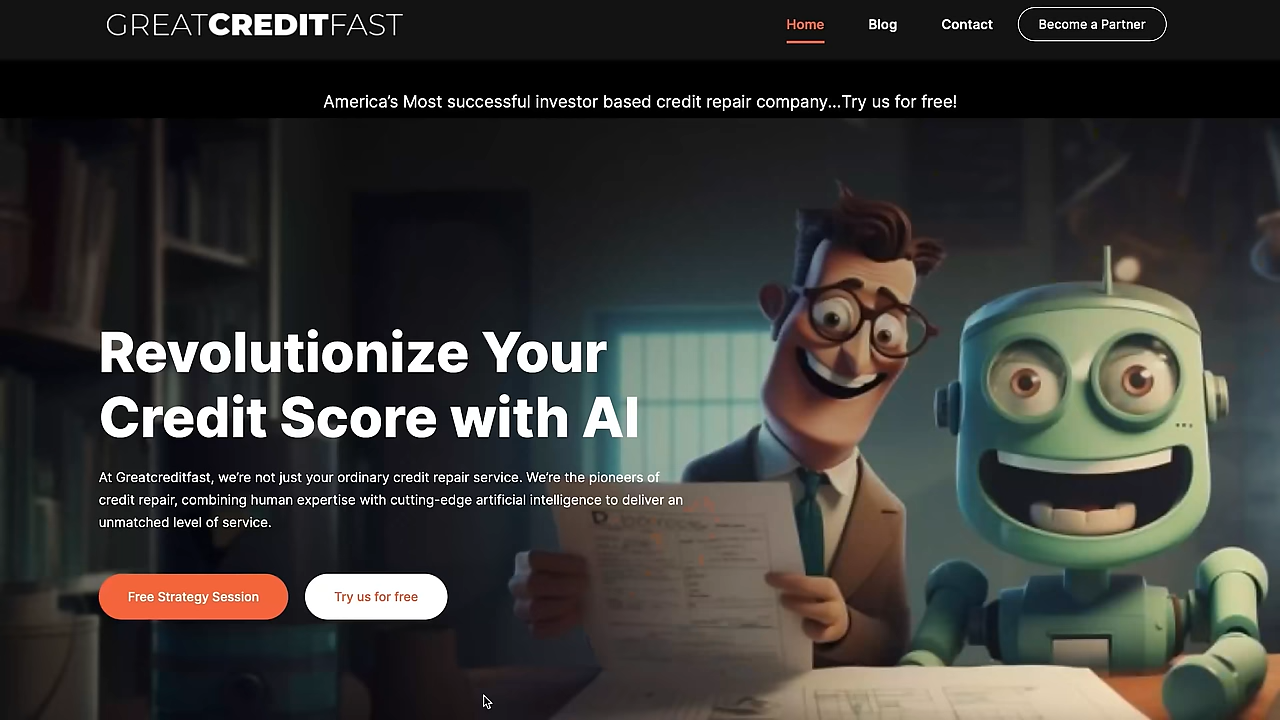 GREATCREDITFAST
Home
Blog
Contact
Become a Partner
America's Most successful investor based credit repair company...Try us for free!
Revolutionize Your
Credit Score with AI
At Greatcreditfast, we're not just your ordinary credit repair service. We're the pioneers of
credit repair, combining human expertise with cutting-edge artificial intelligence to deliver an
unmatched level of service.
Free Strategy Session
Try us for free